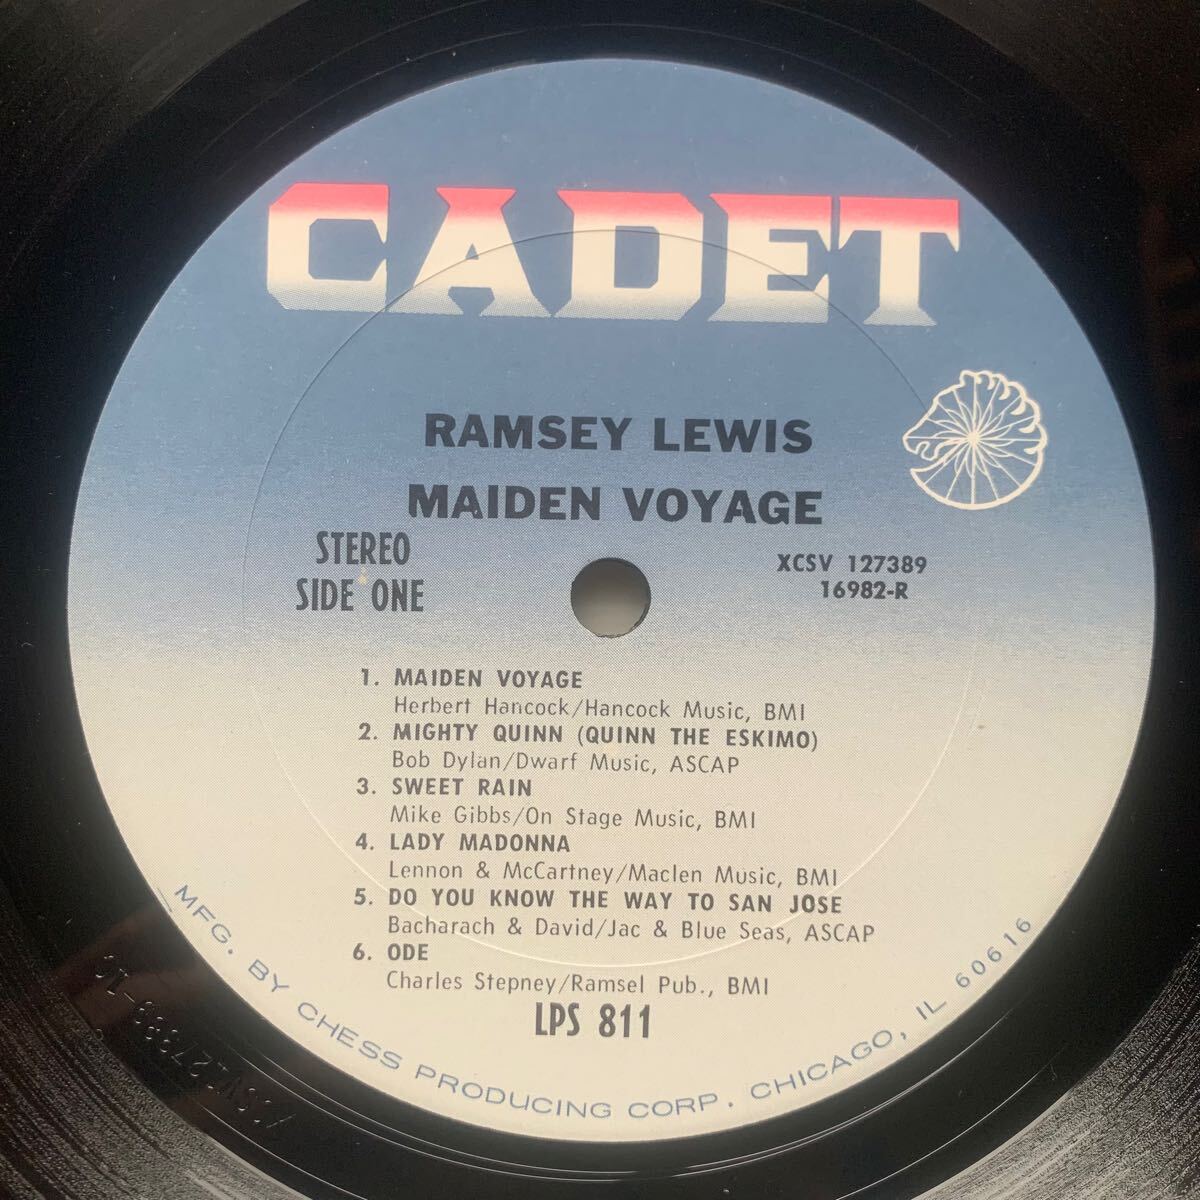 CADET
RAMSEY LEWIS
MAIDEN VOYAGE
STEREO
SIDE ONE
XCSV 127389
16982-R
1. MAIDEN VOYAGE
Herbert Hancock/Hancock Music, BMI
2. MIGHTY QUINN (QUINN THE ESKIMO)
Bob Dylan/Dwarf Music, ASCAP
3. SWEET RAIN
Mike Gibbs/On Stage Music, BMI
4. LADY MADONNA
Lennon & McCartney/Maclen Music, BMI
5. DO YOU KNOW THE WAY TO SAN JOSE
Bacharach & David/Jac & Blue Seas, ASCAP
6. ODE
Charles Stepney/Ramsel Pub., BMI
LPS 811
MFG. BY CHESS PRODUCING CORP. CHICAGO, IL 60616